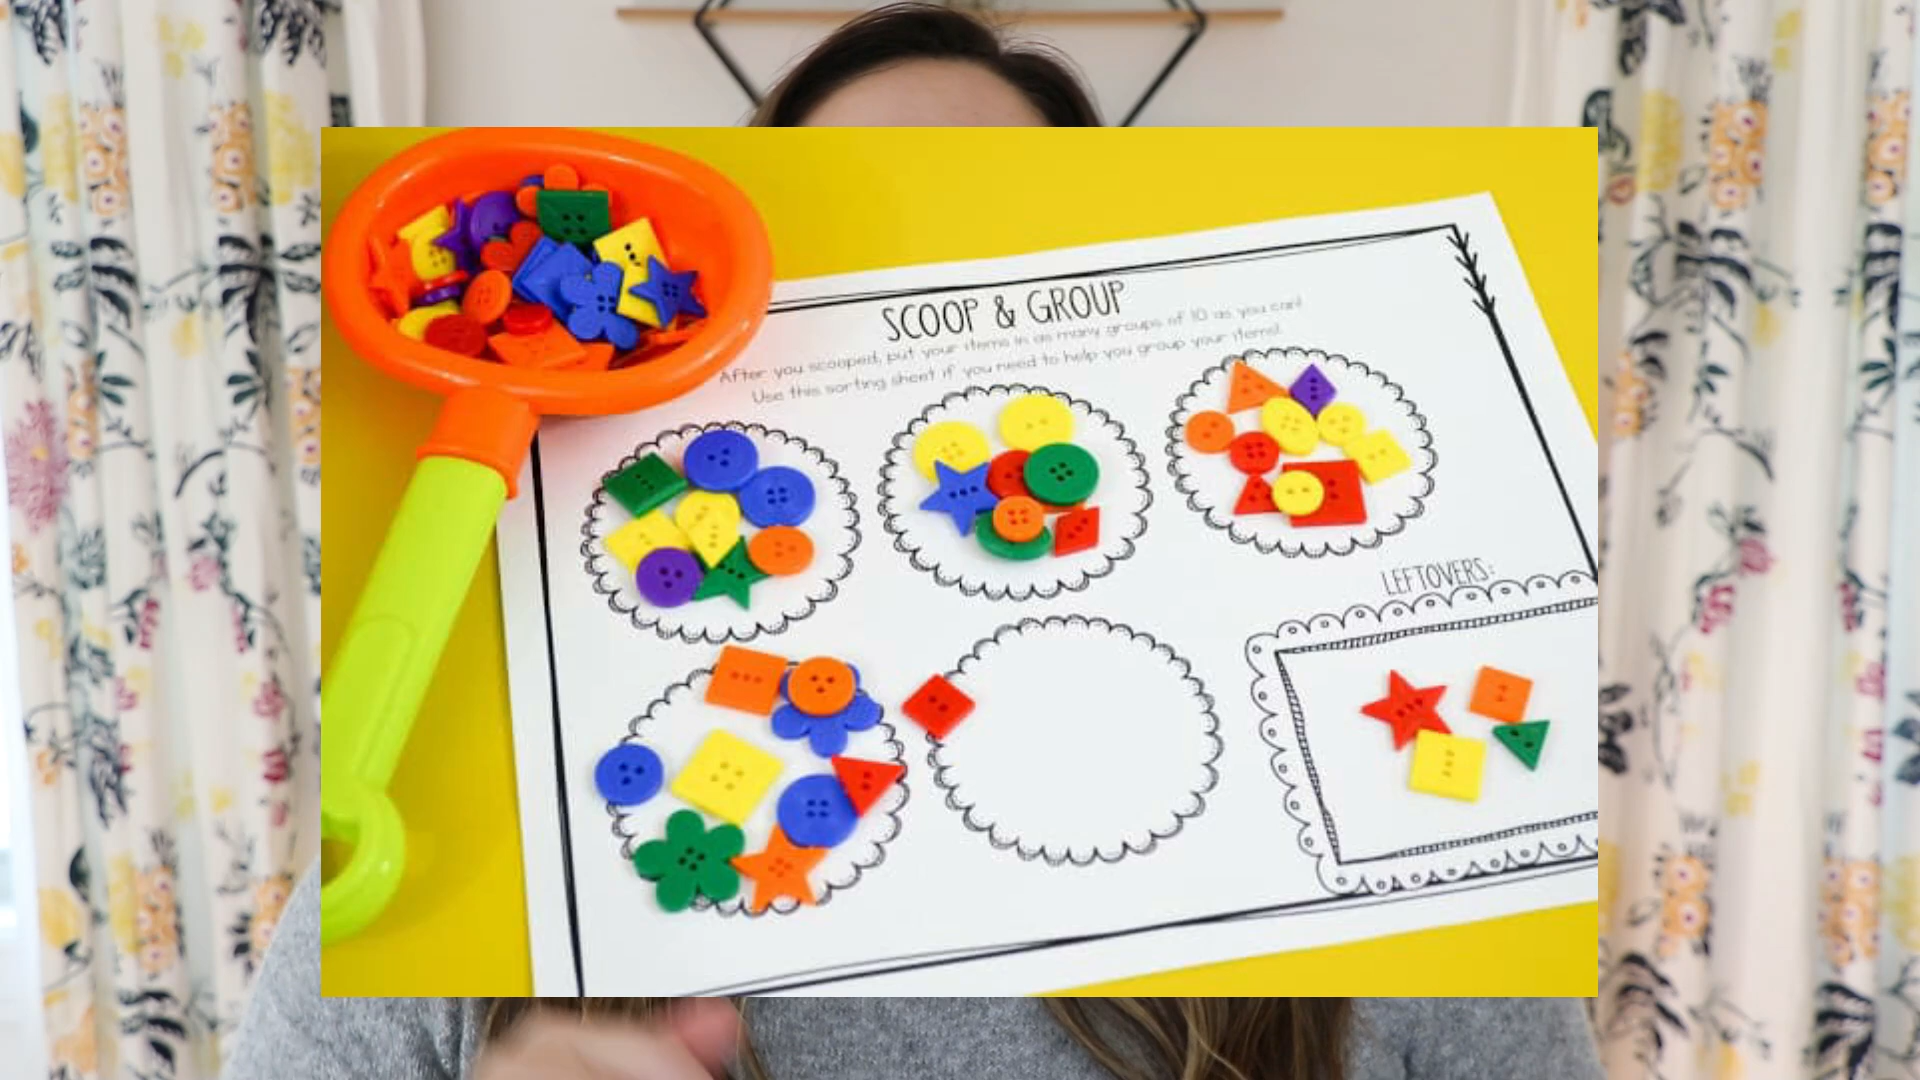 SCOOP & GROUP
After you scooped, put your items in as many groups of 10 as you can!
Use this sorting sheet if you need to help you group your items!
LEFTOVERS: